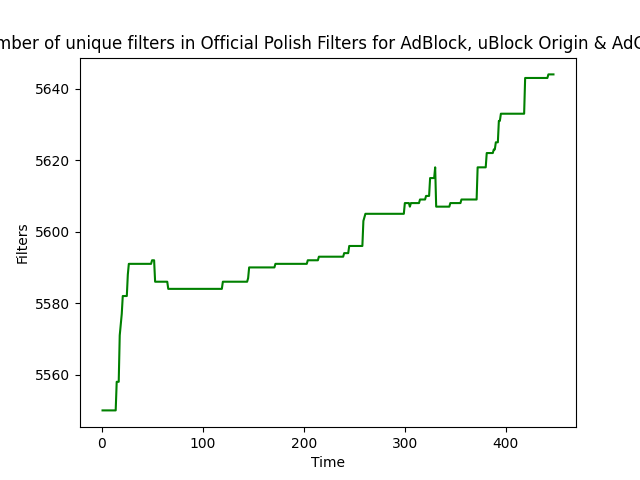 mber of unique filters in Official Polish Filters for AdBlock, uBlock Origin & AdG
5640
5620
5600
5580
5560
Filters
0 100 200 300 400
Time